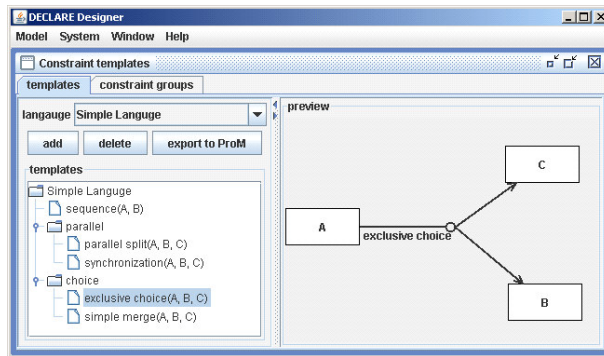 DECLARE Designer
Model System Window Help
Constraint templates
templates constraint groups
langauge Simple Languge
add delete export to ProM
templates
Simple Languge
sequence(A, B)
parallel
parallel split(A, B, C)
synchronization(A, B, C)
choice
exclusive choice(A, B, C)
simple merge(A, B, C)
preview
C
A
exclusive choice
B